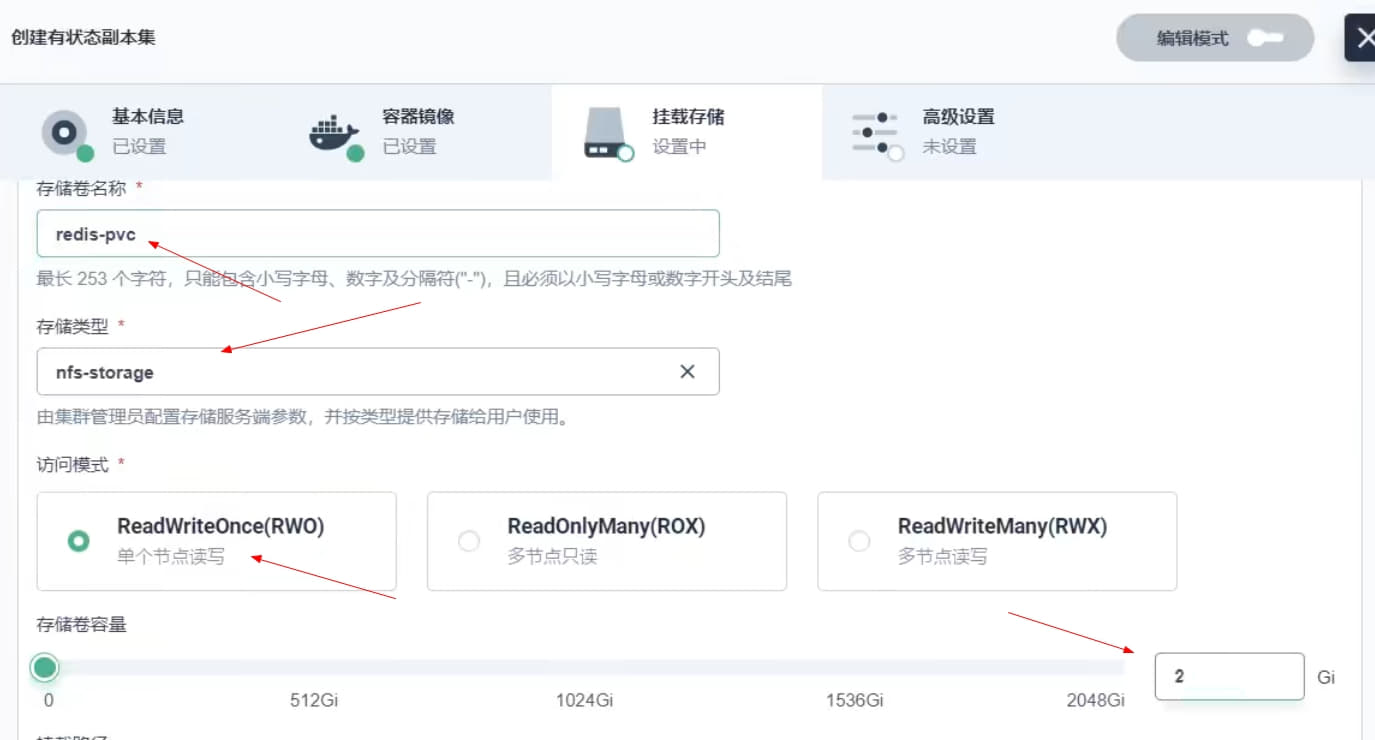 创建有状态副本集
编辑模式
基本信息
已设置
容器镜像
已设置
挂载存储
设置中
高级设置
未设置
存储卷名称 *
redis-pvc
最长 253 个字符，只能包含小写字母、数字及分隔符("-")，且必须以小写字母或数字开头及结尾
存储类型 *
nfs-storage
由集群管理员配置存储服务端参数，并按类型提供存储给用户使用。
访问模式 *
ReadWriteOnce(RWO)
单个节点读写
ReadOnlyMany(ROX)
多节点只读
ReadWriteMany(RWX)
多节点读写
存储卷容量
0 512Gi 1024Gi 1536Gi 2048Gi
2 Gi